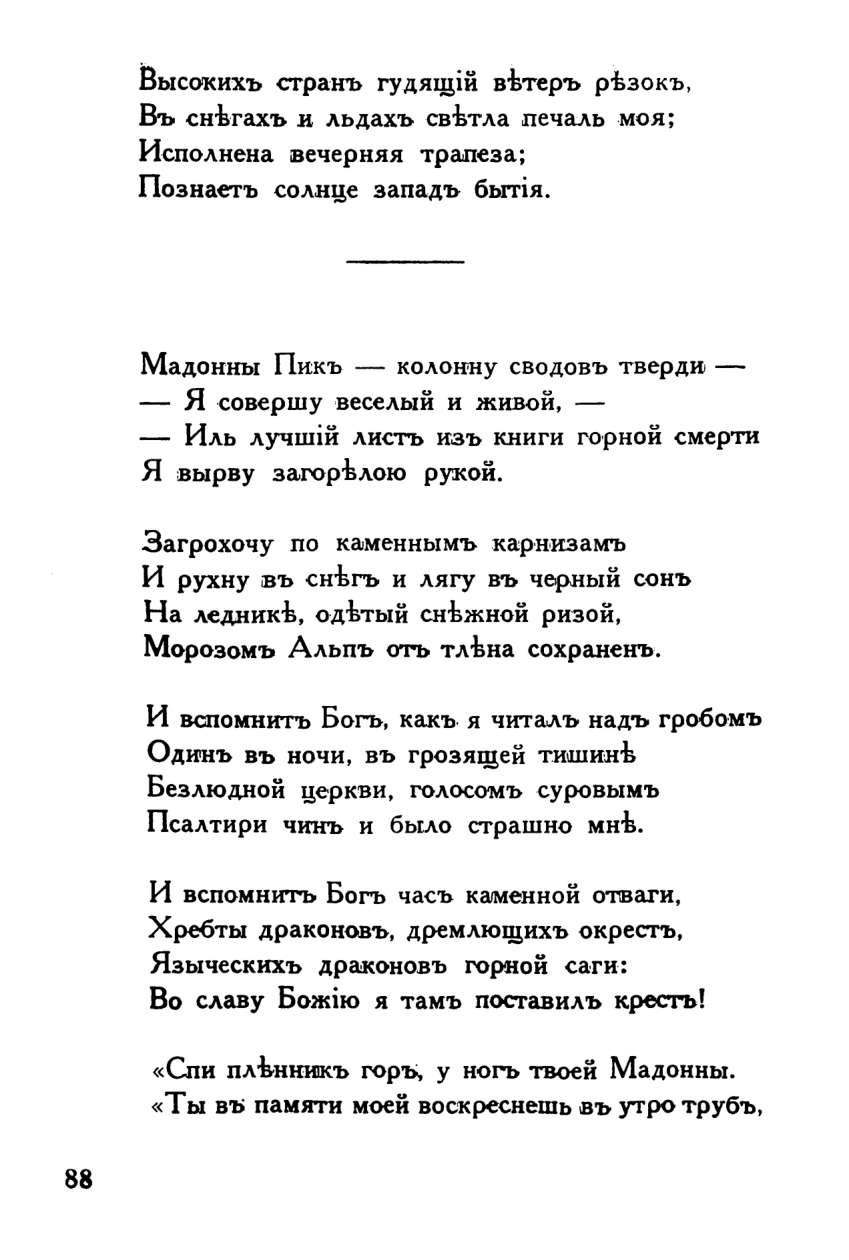 Высокихъ странъ гудящій вѣтеръ рѣзокъ,
Въ снѣгахъ и льдахъ свѣтла печаль моя;
Исполнена вечерняя трапеза;
Познаетъ солнце западъ бытія.
Мадонны Пикъ — колонну сводовъ тверди —
— Я совершу веселый и живой, —
— Иль лучшій листъ изъ книги горной смерти
Я вырву загорѣлою рукой.
Загрохочу по каменнымъ карнизамъ
И рухну въ снѣгъ и лягу въ черный сонъ
На ледникѣ, одѣтый снѣжной ризой,
Морозомъ Альпъ отъ тлѣна сохраненъ.
И вспомнитъ Богъ, какъ я читалъ надъ гробомъ
Одинъ въ ночи, въ грозящей тишинѣ
Безлюдной церкви, голосомъ суровымъ
Псалтири чинъ и было страшно мнѣ.
И вспомнитъ Богъ часъ каменной отваги,
Хребты драконовъ, дремлющихъ окрестъ,
Языческихъ драконовъ горной саги:
Во славу Божію я тамъ поставилъ крестъ!
«Спи плѣнникъ горъ, у ногъ твоей Мадонны.
«Ты въ памяти моей воскреснешь въ утро трубъ,
88